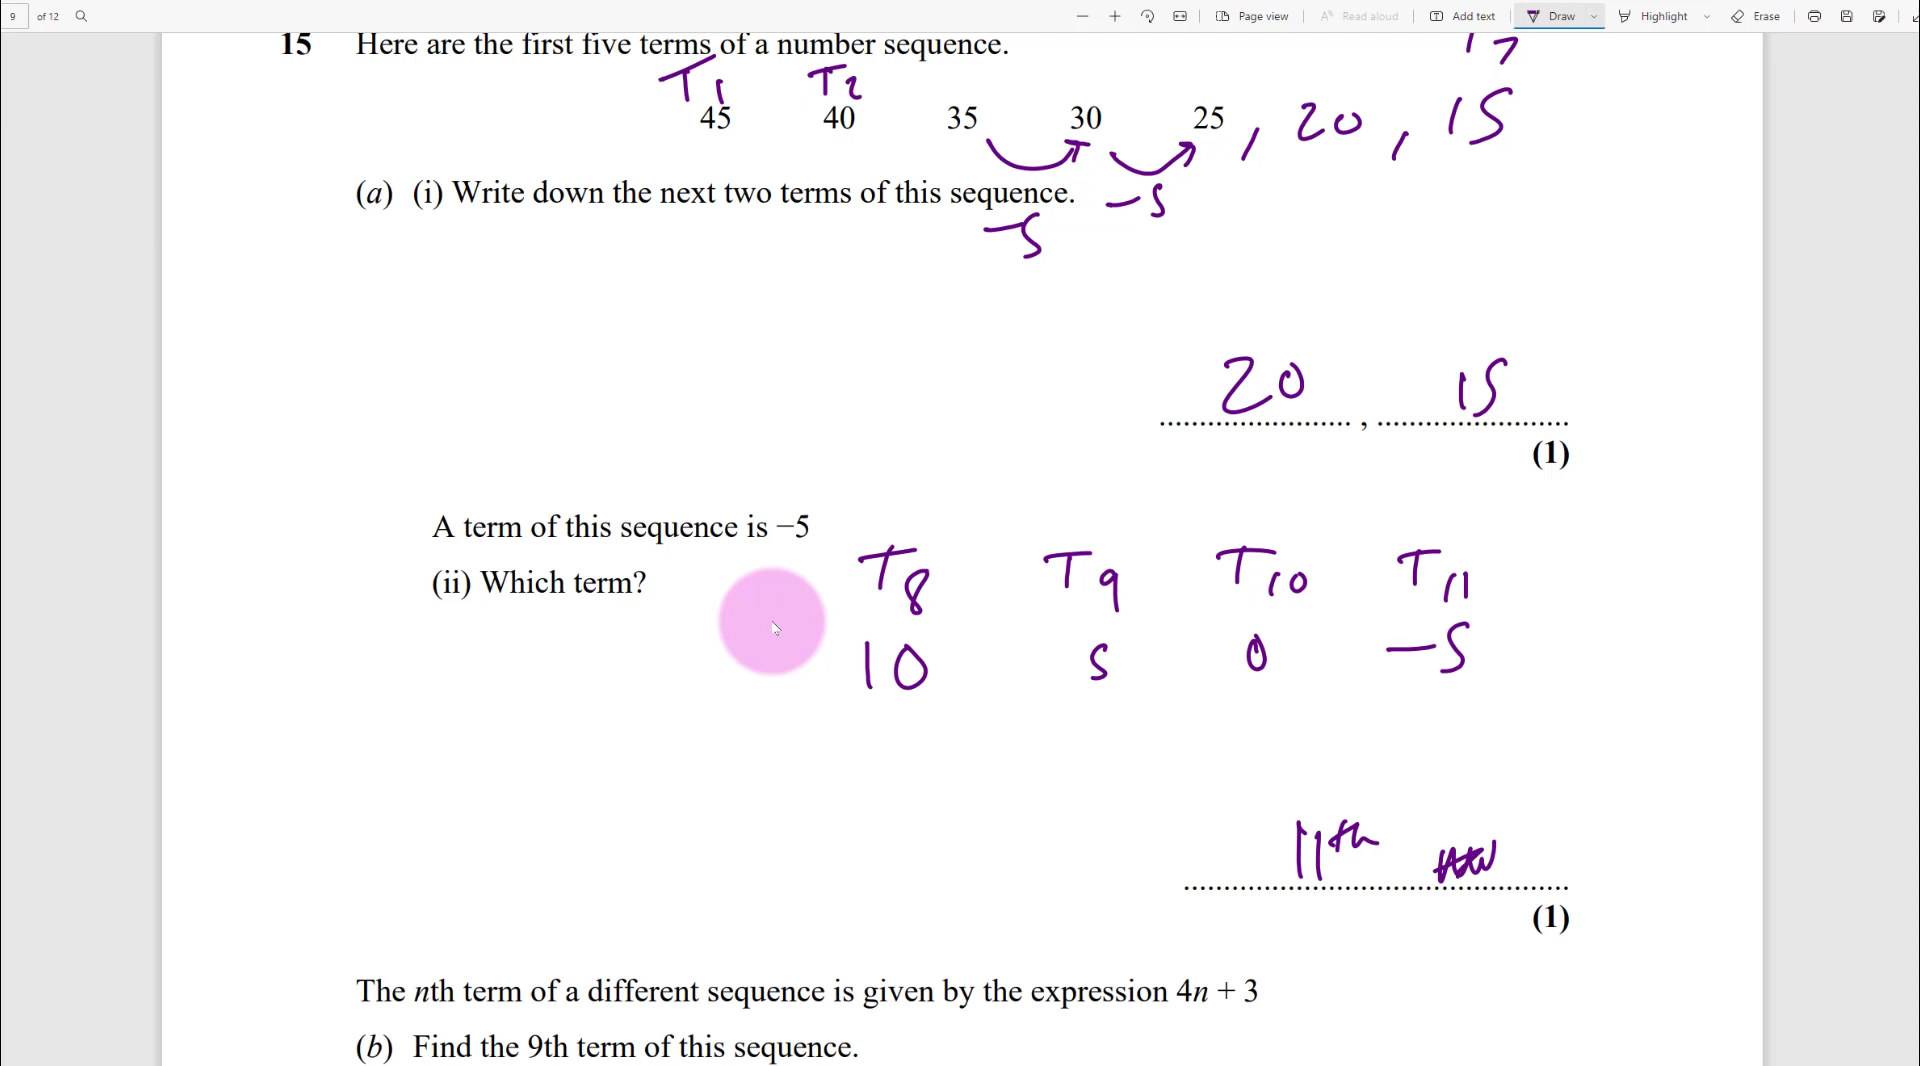 9 of 12 Page view Read aloud Add text Draw Highlight Erase
15 Here are the first five terms of a number sequence.
T1 T2 T7
45 40 35 30 25 , 20 , 15
(a) (i) Write down the next two terms of this sequence.
-5 -5
20 15
........................ , ........................
(1)
A term of this sequence is −5
T8 T9 T10 T11
(ii) Which term?
10 5 0 -5
11th
................................................
(1)
The nth term of a different sequence is given by the expression 4n + 3
(b) Find the 9th term of this sequence.